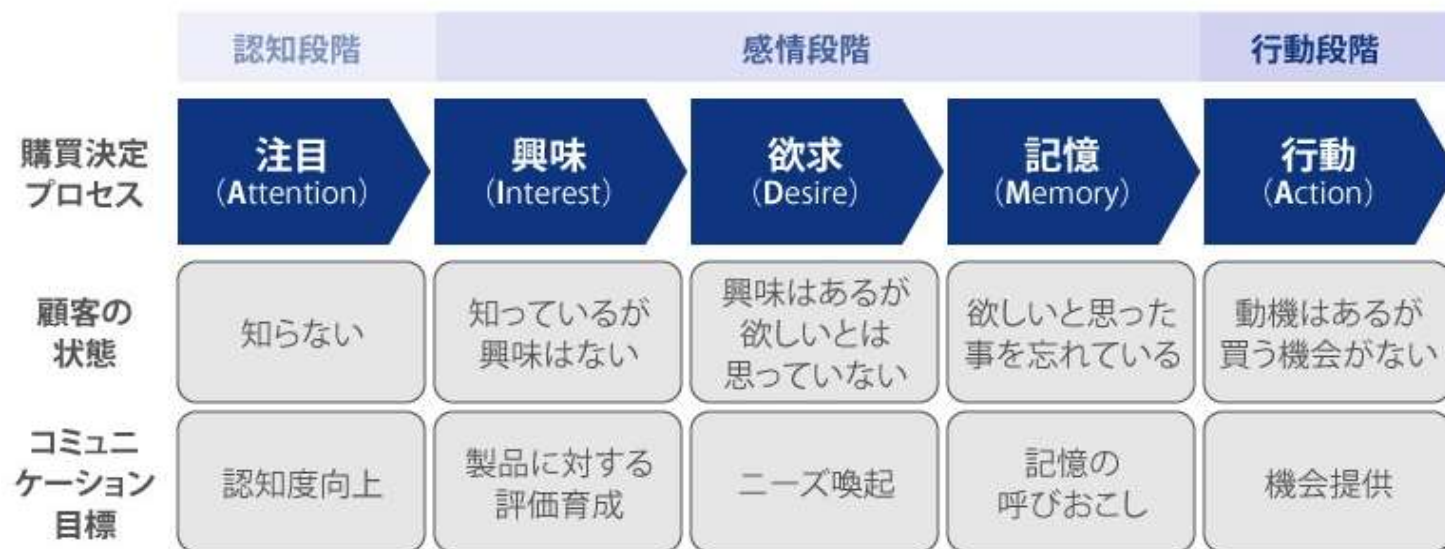 認知段階 感情段階 行動段階
購買決定
プロセス
注目
(Attention)
興味
(Interest)
欲求
(Desire)
記憶
(Memory)
行動
(Action)
顧客の
状態
知らない
知っているが
興味はない
興味はあるが
欲しいとは
思っていない
欲しいと思った
事を忘れている
動機はあるが
買う機会がない
コミュニ
ケーション
目標
認知度向上
製品に対する
評価育成
ニーズ喚起
記憶の
呼びおこし
機会提供